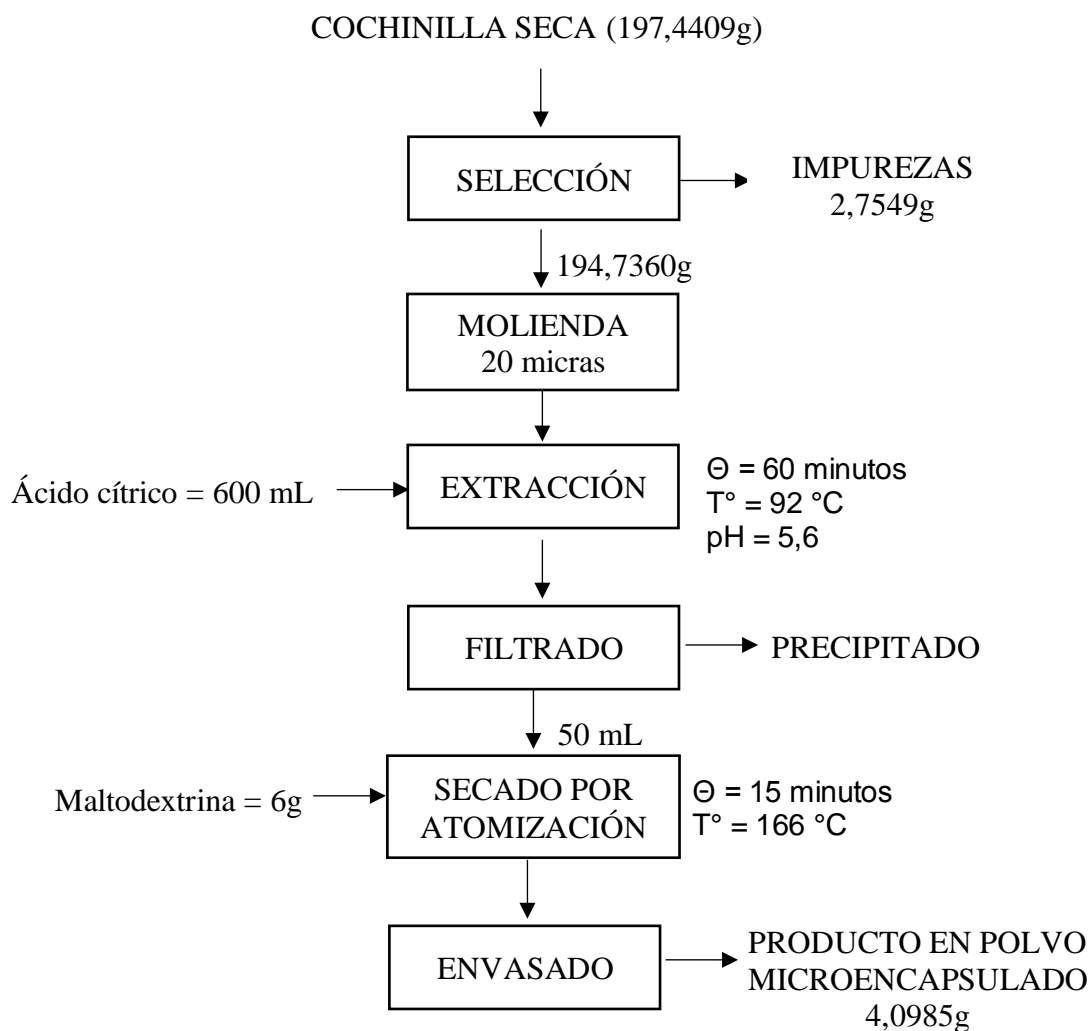 COCHINILLA SECA (197,4409g)
SELECCIÓN
IMPUREZAS
2,7549g
194,7360g
MOLIENDA
20 micras
Ácido cítrico = 600 mL
EXTRACCIÓN
Θ = 60 minutos
T° = 92 °C
pH = 5,6
FILTRADO
PRECIPITADO
50 mL
Maltodextrina = 6g
SECADO POR
ATOMIZACIÓN
Θ = 15 minutos
T° = 166 °C
ENVASADO
PRODUCTO EN POLVO
MICROENCAPSULADO
4,0985g